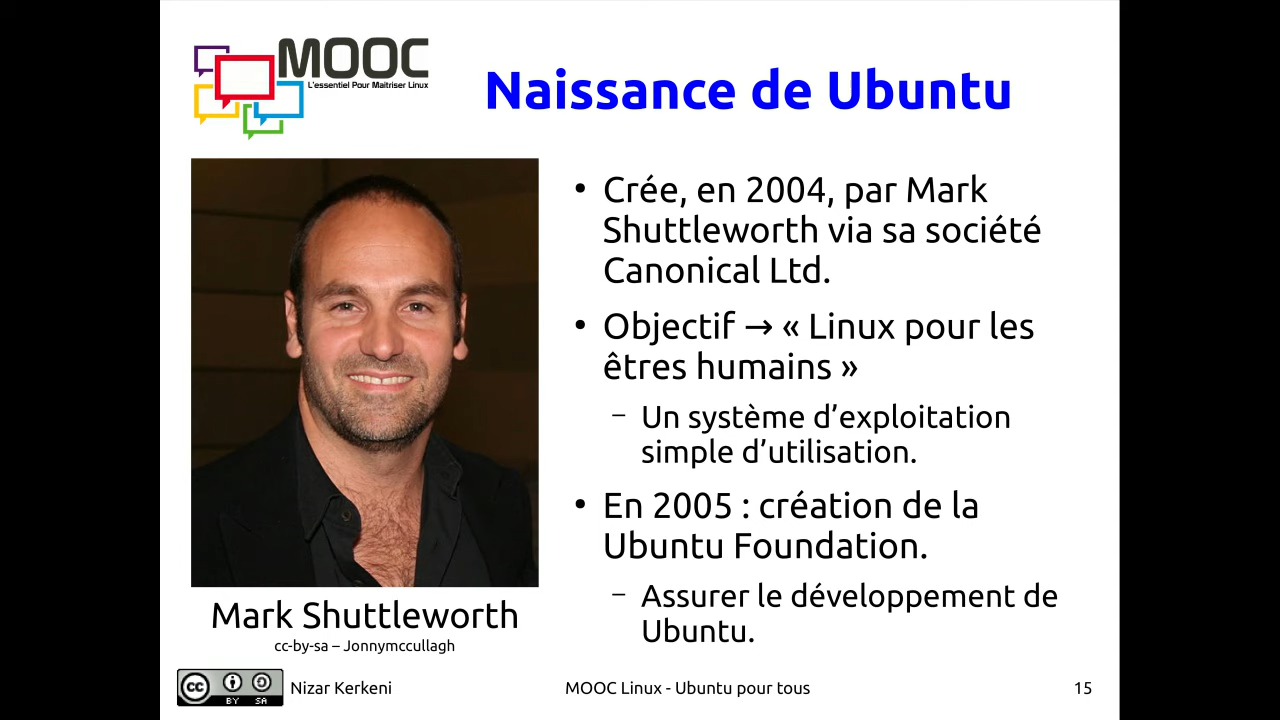 MOOC
L'essentiel Pour Maitriser Linux
Naissance de Ubuntu
• Crée, en 2004, par Mark
Shuttleworth via sa société
Canonical Ltd.
• Objectif → « Linux pour les
êtres humains »
– Un système d’exploitation
simple d’utilisation.
• En 2005 : création de la
Ubuntu Foundation.
– Assurer le développement de
Ubuntu.
Mark Shuttleworth
cc-by-sa – Jonnymccullagh
cc BY SA
Nizar Kerkeni
MOOC Linux - Ubuntu pour tous
15